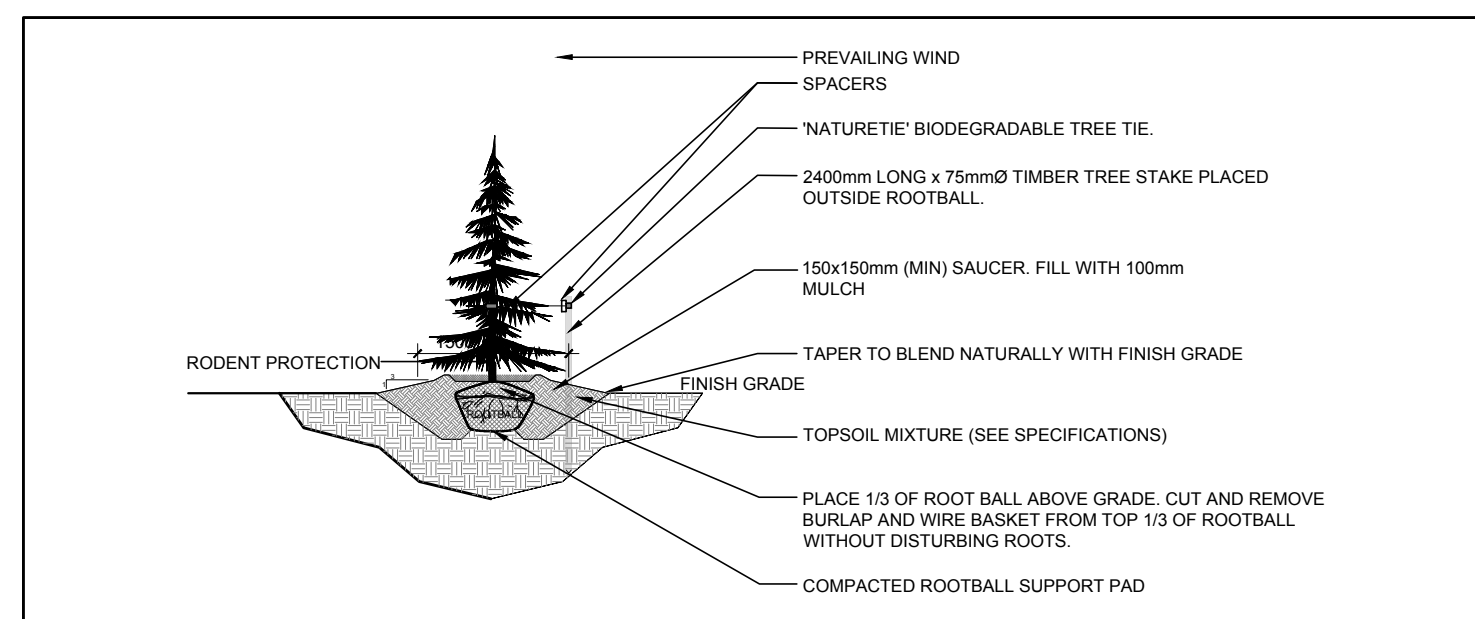 PREVAILING WIND
SPACERS
'NATURETIE' BIODEGRADABLE TREE TIE.
2400mm LONG x 75mmØ TIMBER TREE STAKE PLACED
OUTSIDE ROOTBALL.
150x150mm (MIN) SAUCER. FILL WITH 100mm
MULCH
RODENT PROTECTION
TAPER TO BLEND NATURALLY WITH FINISH GRADE
3
1
FINISH GRADE
ROOTBALL
TOPSOIL MIXTURE (SEE SPECIFICATIONS)
PLACE 1/3 OF ROOT BALL ABOVE GRADE. CUT AND REMOVE
BURLAP AND WIRE BASKET FROM TOP 1/3 OF ROOTBALL
WITHOUT DISTURBING ROOTS.
COMPACTED ROOTBALL SUPPORT PAD